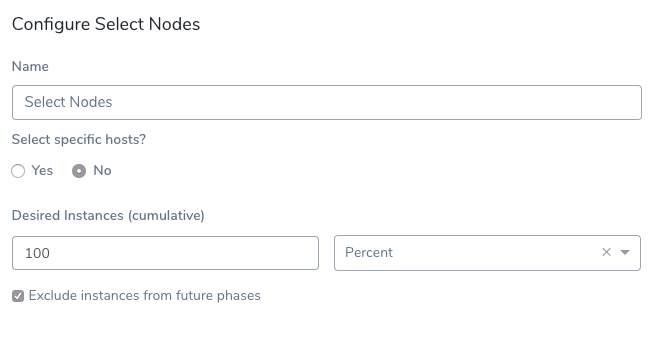 Configure Select Nodes
Name
Select Nodes
Select specific hosts?
Yes No
Desired Instances (cumulative)
100 Percent
Exclude instances from future phases